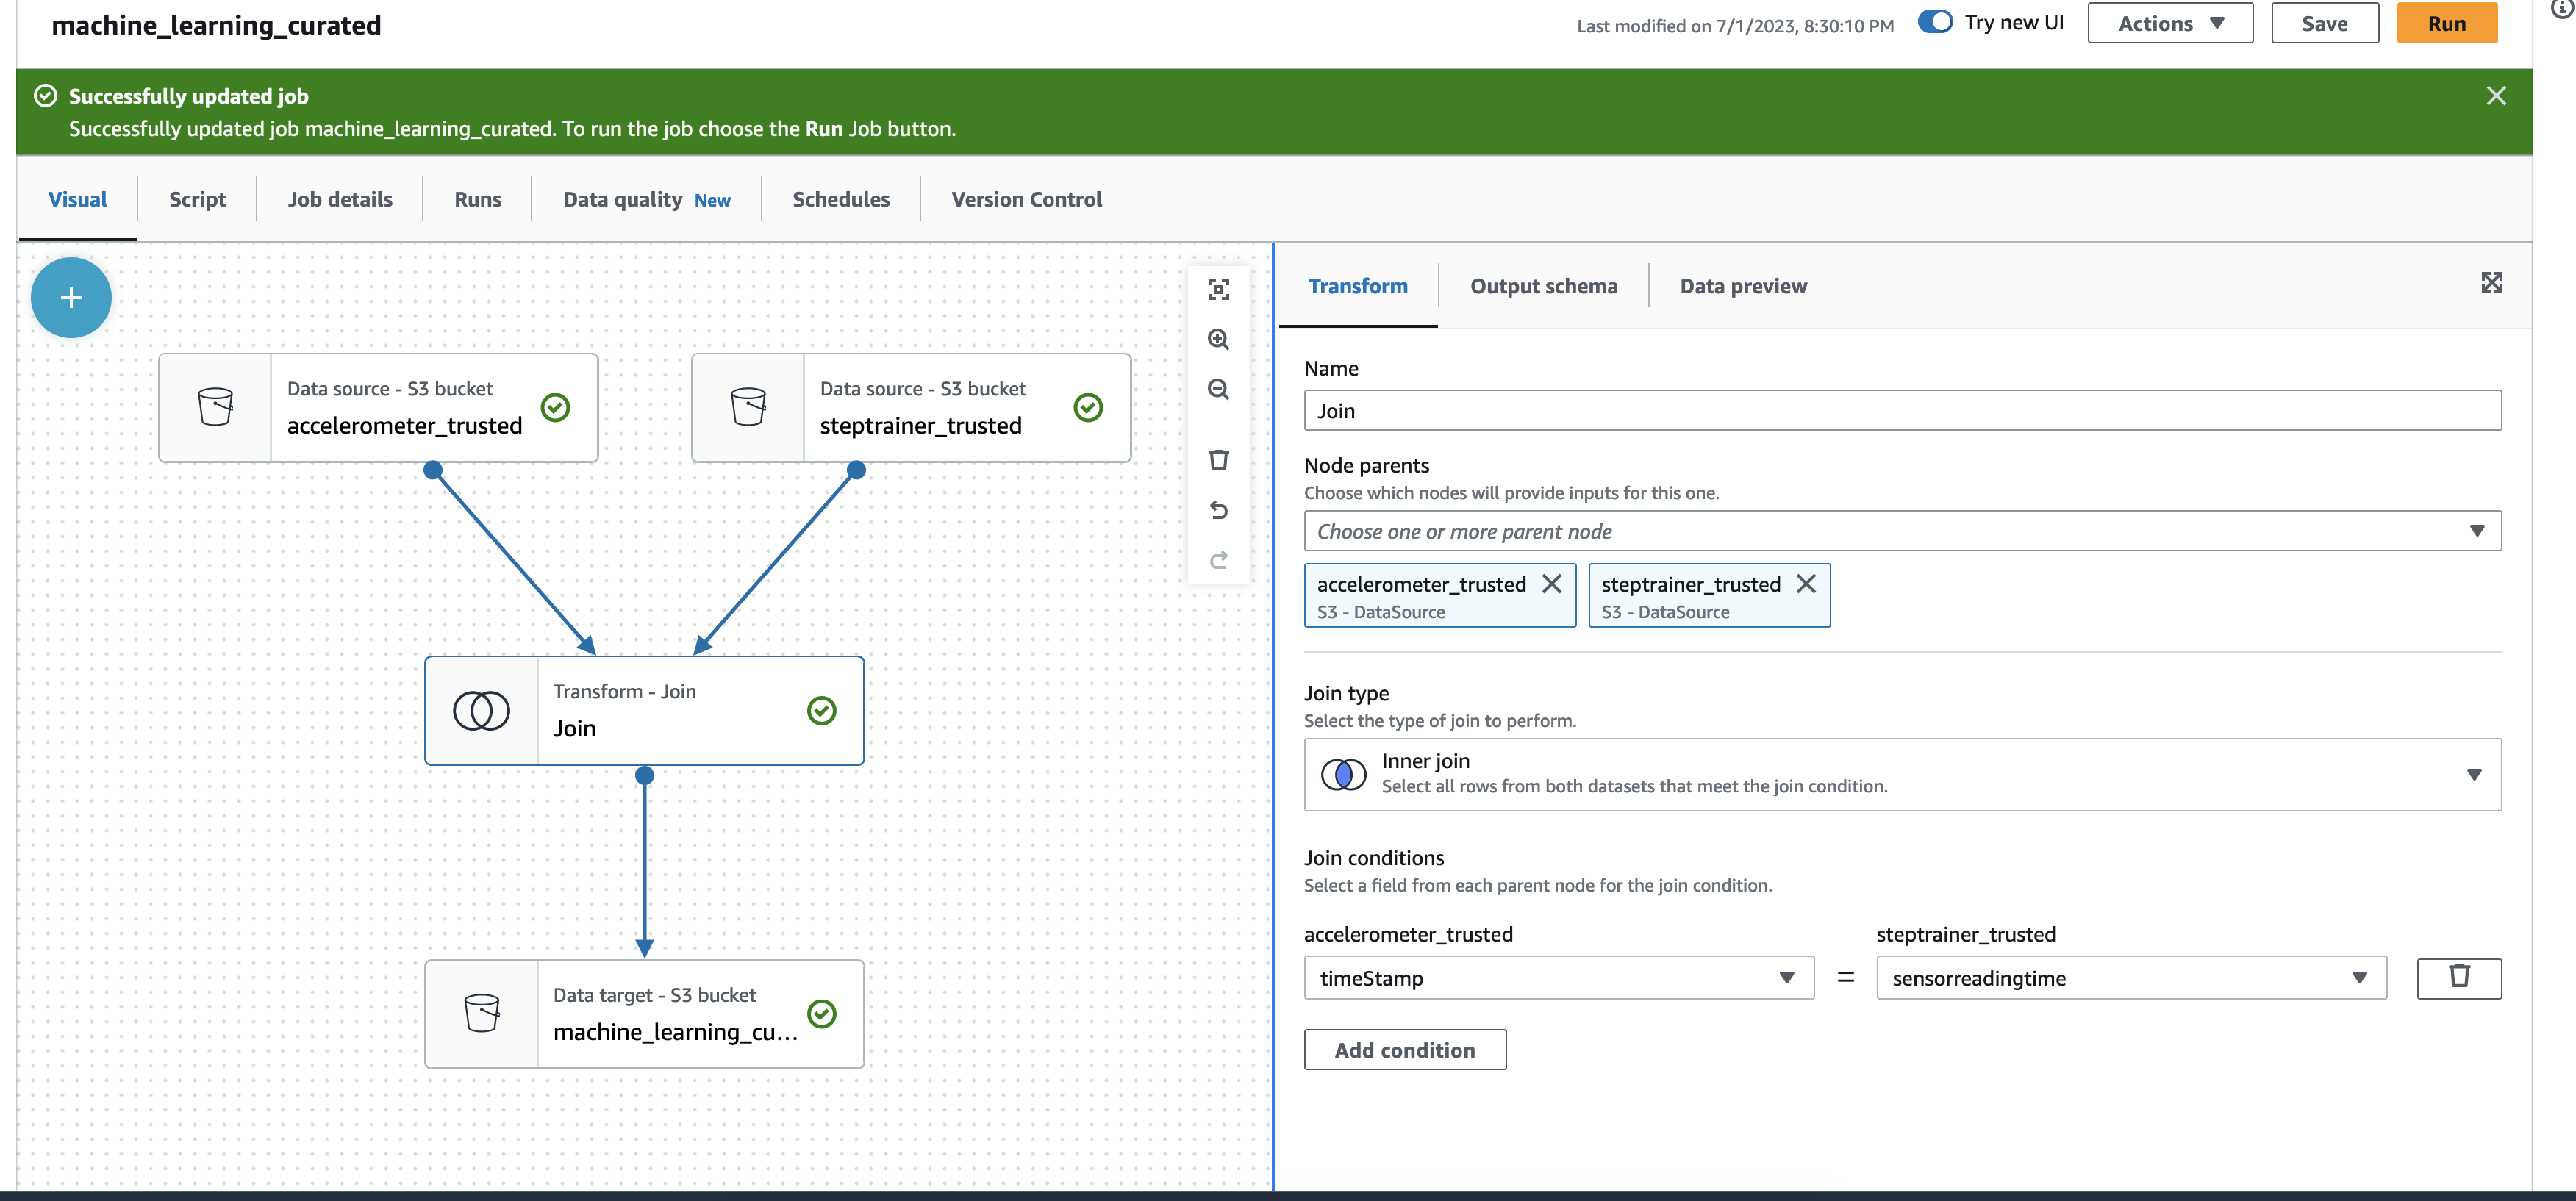 machine_learning_curated
Last modified on 7/1/2023, 8:30:10 PM
Try new UI
Actions
Save
Run
Successfully updated job
Successfully updated job machine_learning_curated. To run the job choose the Run Job button.
Visual
Script
Job details
Runs
Data quality New
Schedules
Version Control
Data source - S3 bucket
accelerometer_trusted
Data source - S3 bucket
steptrainer_trusted
Transform - Join
Join
Data target - S3 bucket
machine_learning_cu...
Transform
Output schema
Data preview
Name
Join
Node parents
Choose which nodes will provide inputs for this one.
Choose one or more parent node
accelerometer_trusted
S3 - DataSource
steptrainer_trusted
S3 - DataSource
Join type
Select the type of join to perform.
Inner join
Select all rows from both datasets that meet the join condition.
Join conditions
Select a field from each parent node for the join condition.
accelerometer_trusted
steptrainer_trusted
timeStamp
=
sensorreadingtime
Add condition